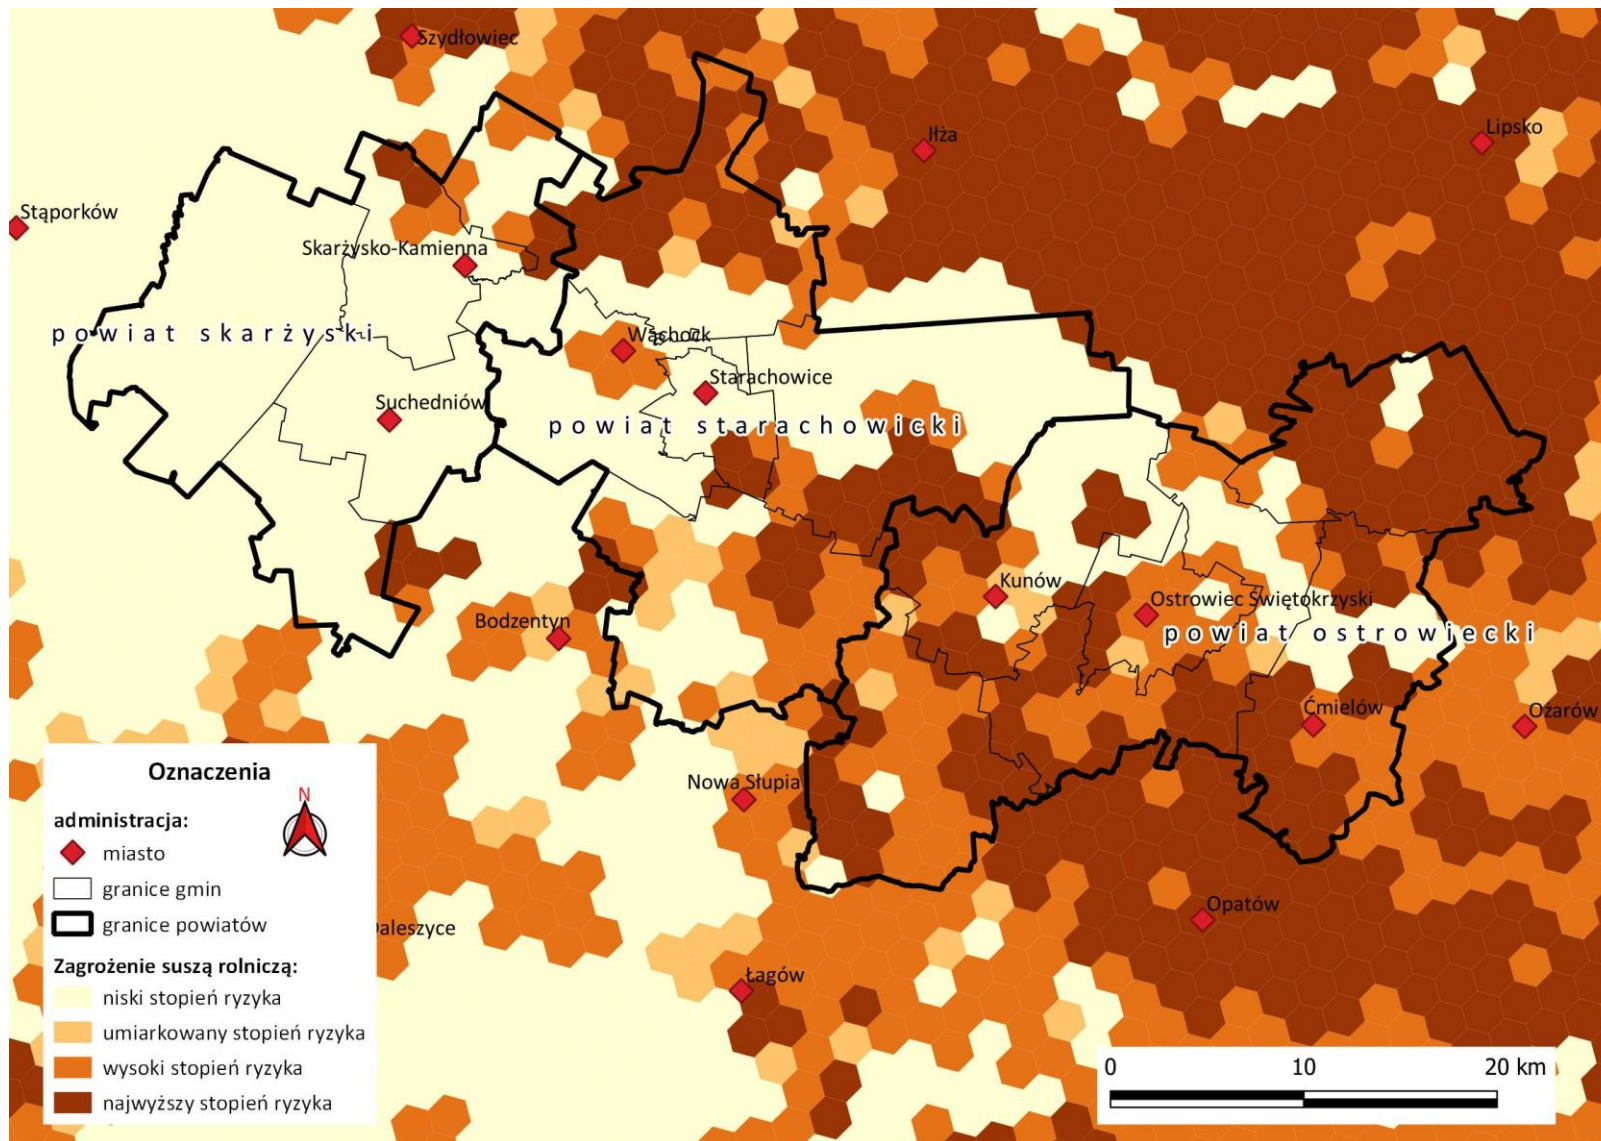 Szydłowiec
Iłża
Lipsko
Stąporków
Skarżysko-Kamienna
powiat skarżyski
Wąchock
Starachowice
Suchedniów
powiat starachowicki
Kunów
Ostrowiec Świętokrzyski
Bodzentyn
powiat ostrowiecki
Ćmielów
Ożarów
Nowa Słupia
Opatów
Daleszyce
Łagów
Oznaczenia
N
administracja:
miasto
granice gmin
granice powiatów
Zagrożenie suszą rolniczą:
niski stopień ryzyka
umiarkowany stopień ryzyka
wysoki stopień ryzyka
najwyższy stopień ryzyka
0 10 20 km